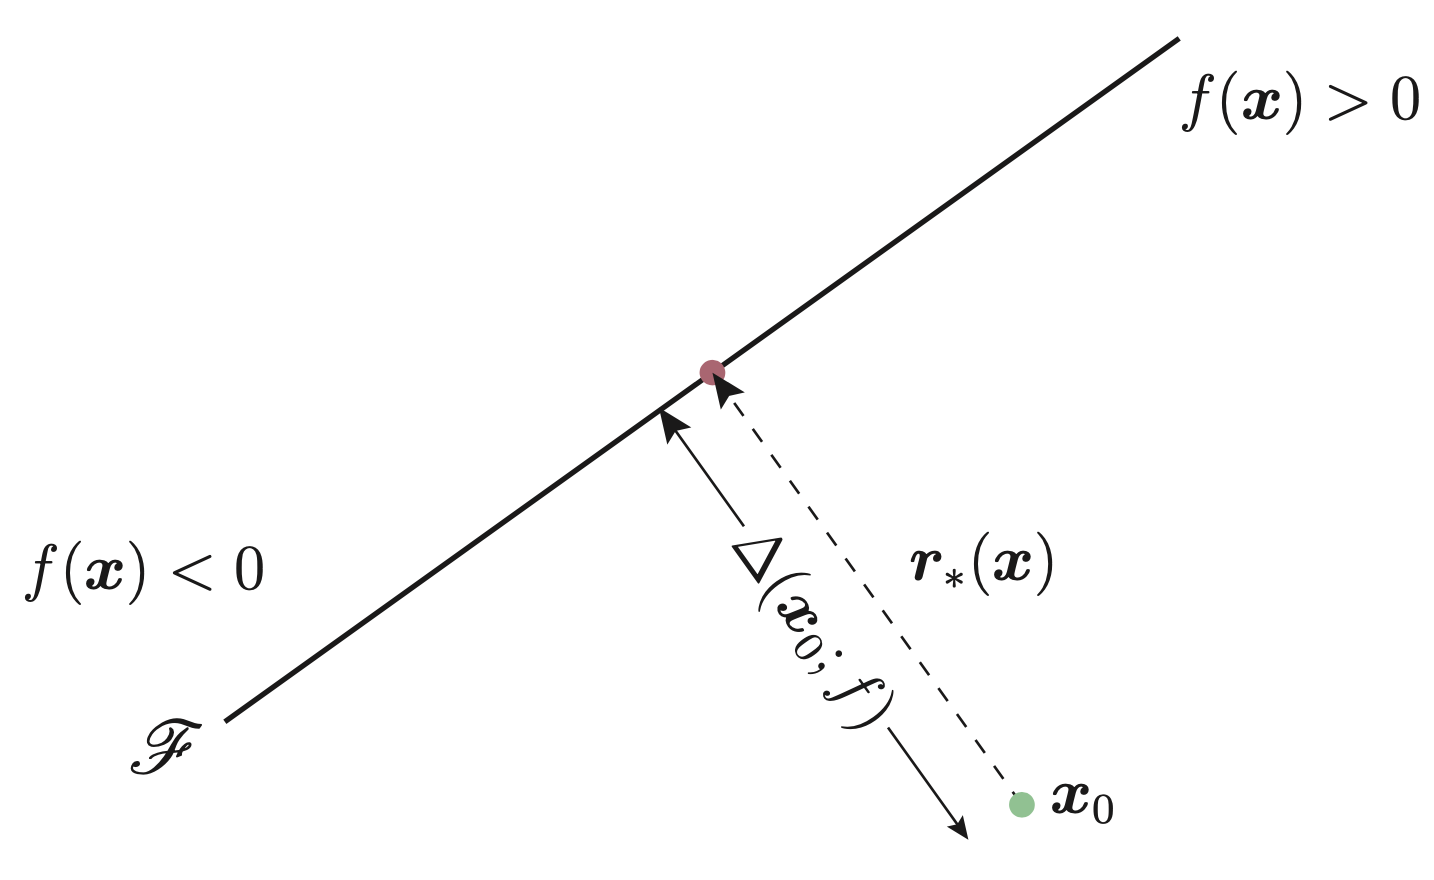 f(x) > 0
f(x) < 0
r∗(x)
Δ(x₀; f)
ℱ
x₀